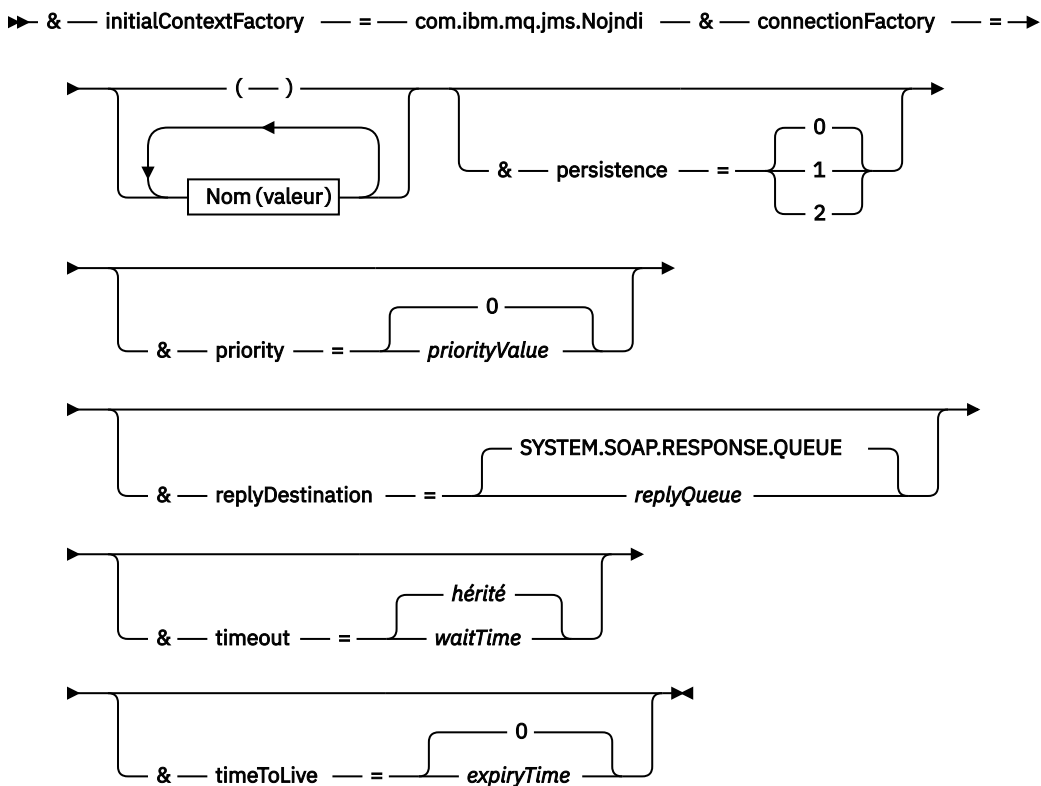 & initialContextFactory = com.ibm.mq.jms.Nojndi & connectionFactory =
( )
Nom (valeur)
0
& persistence = 1
2
0
& priority = priorityValue
SYSTEM.SOAP.RESPONSE.QUEUE
& replyDestination = replyQueue
hérité
& timeout = waitTime
0
& timeToLive = expiryTime